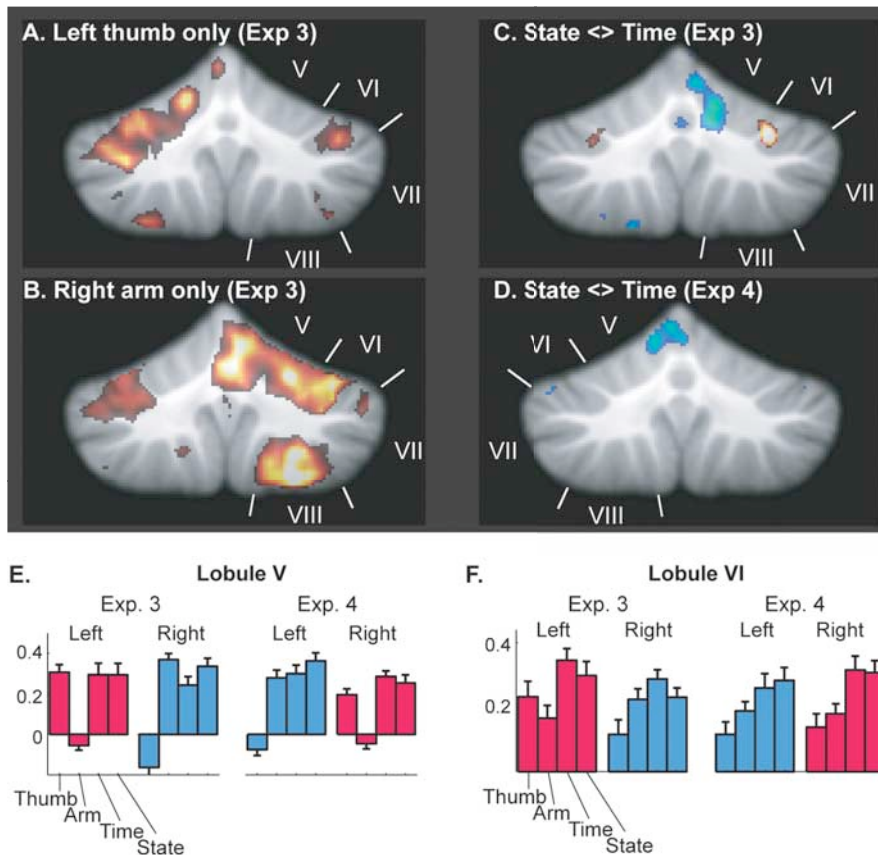 A. Left thumb only (Exp 3)
V
VI
VII
VIII
C. State <> Time (Exp 3)
V
VI
VII
VIII
B. Right arm only (Exp 3)
V
VI
VII
VIII
D. State <> Time (Exp 4)
V
VI
VII
VIII
E. Lobule V
Exp. 3 Exp. 4
Left Right Left Right
0.4
0.2
0
Thumb
Arm
Time
State
F. Lobule VI
Exp. 3 Exp. 4
Left Right Left Right
0.4
0.2
Thumb
Arm
Time
State